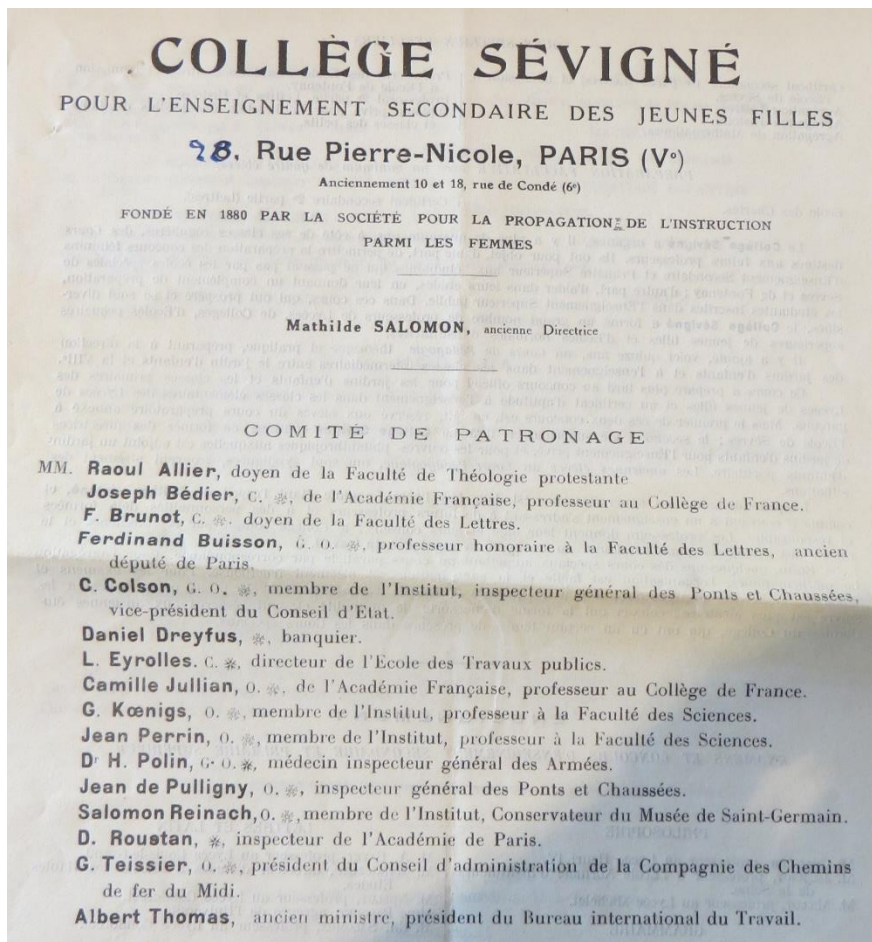 COLLÈGE SÉVIGNÉ
POUR L'ENSEIGNEMENT SECONDAIRE DES JEUNES FILLES
28, Rue Pierre-Nicole, PARIS (Vᵉ)
Anciennement 10 et 18, rue de Condé (6ᵉ)
FONDÉ EN 1880 PAR LA SOCIÉTÉ POUR LA PROPAGATION DE L'INSTRUCTION
PARMI LES FEMMES
Mathilde SALOMON, ancienne Directrice
COMITÉ DE PATRONAGE
MM. Raoul Allier, doyen de la Faculté de Théologie protestante
Joseph Bédier, C. ※, de l'Académie Française, professeur au Collège de France.
F. Brunot, C. ※. doyen de la Faculté des Lettres.
Ferdinand Buisson, G. O. ※, professeur honoraire à la Faculté des Lettres, ancien
député de Paris.
C. Colson, G. O. ※, membre de l'Institut, inspecteur général des Ponts et Chaussées,
vice-président du Conseil d'Etat.
Daniel Dreyfus, ※, banquier.
L. Eyrolles. C. ※, directeur de l'Ecole des Travaux publics.
Camille Jullian, O. ※, de l'Académie Française, professeur au Collège de France.
G. Kœnigs, O. ※, membre de l'Institut, professeur à la Faculté des Sciences.
Jean Perrin, O. ※, membre de l'Institut, professeur à la Faculté des Sciences.
Dʳ H. Polin, G. O. ※, médecin inspecteur général des Armées.
Jean de Pulligny, O. ※, inspecteur général des Ponts et Chaussées.
Salomon Reinach, O. ※, membre de l'Institut, Conservateur du Musée de Saint-Germain.
D. Roustan, ※, inspecteur de l'Académie de Paris.
G. Teissier, O. ※, président du Conseil d'administration de la Compagnie des Chemins
de fer du Midi.
Albert Thomas, ancien ministre, président du Bureau international du Travail.